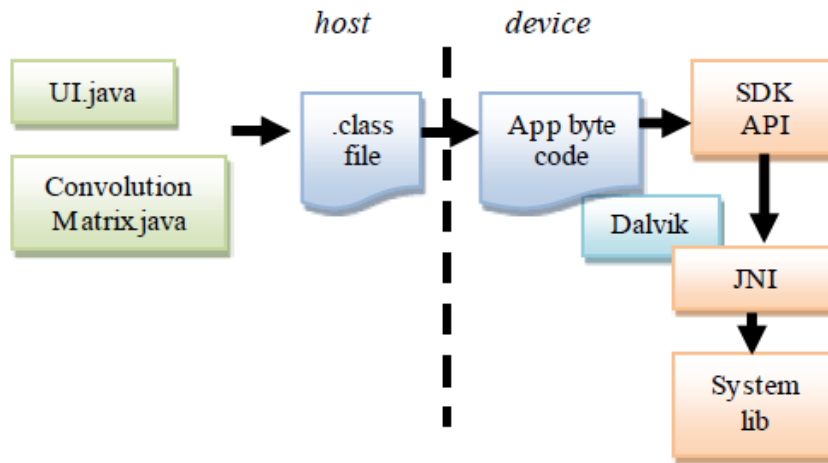 host
device
UI.java
Convolution
Matrix.java
.class
file
App byte
code
SDK
API
Dalvik
JNI
System
lib